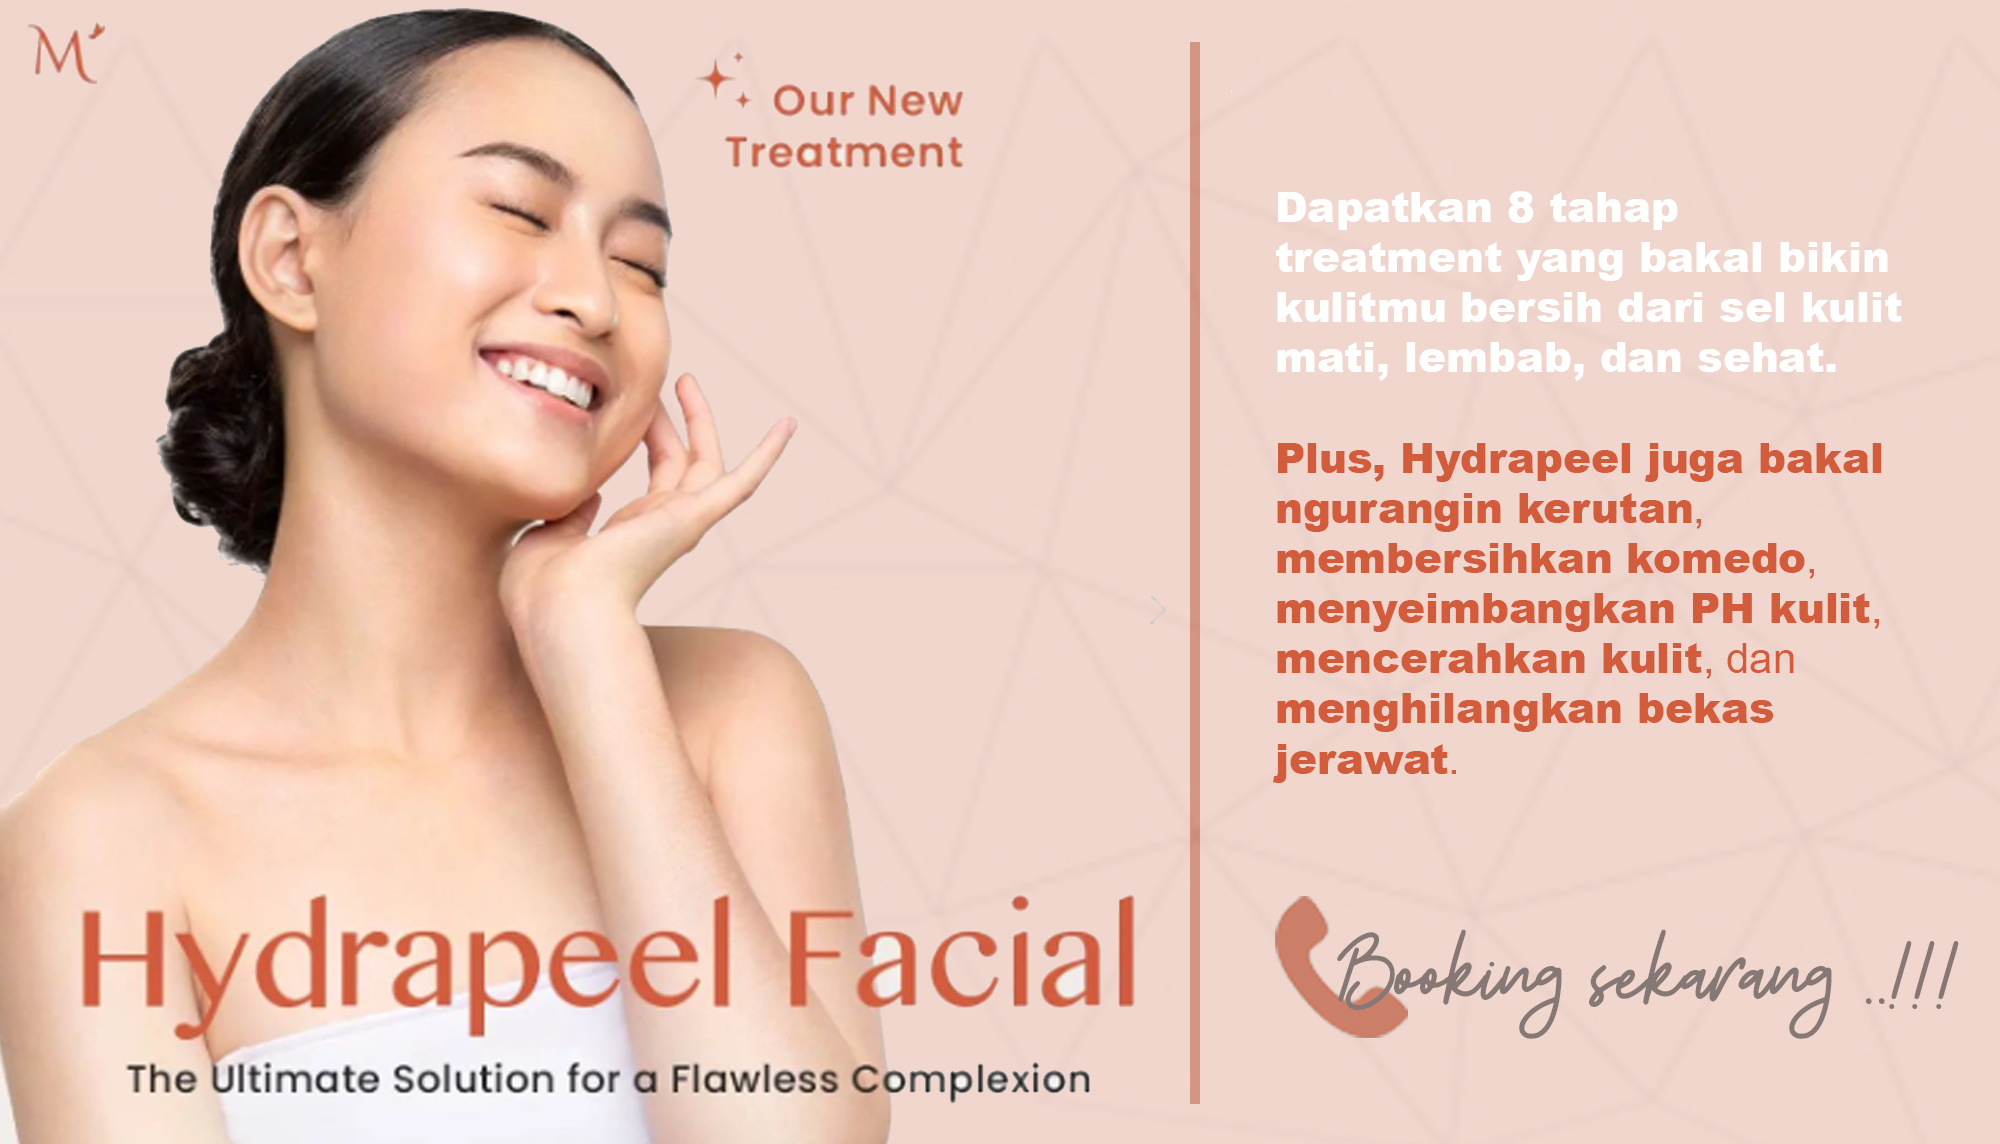 M
Our New
Treatment
Hydrapeel Facial
The Ultimate Solution for a Flawless Complexion
Dapatkan 8 tahap
treatment yang bakal bikin
kulitmu bersih dari sel kulit
mati, lembab, dan sehat.
Plus, Hydrapeel juga bakal
ngurangin kerutan,
membersihkan komedo,
menyeimbangkan PH kulit,
mencerahkan kulit, dan
menghilangkan bekas
jerawat.
Booking sekarang ..!!!